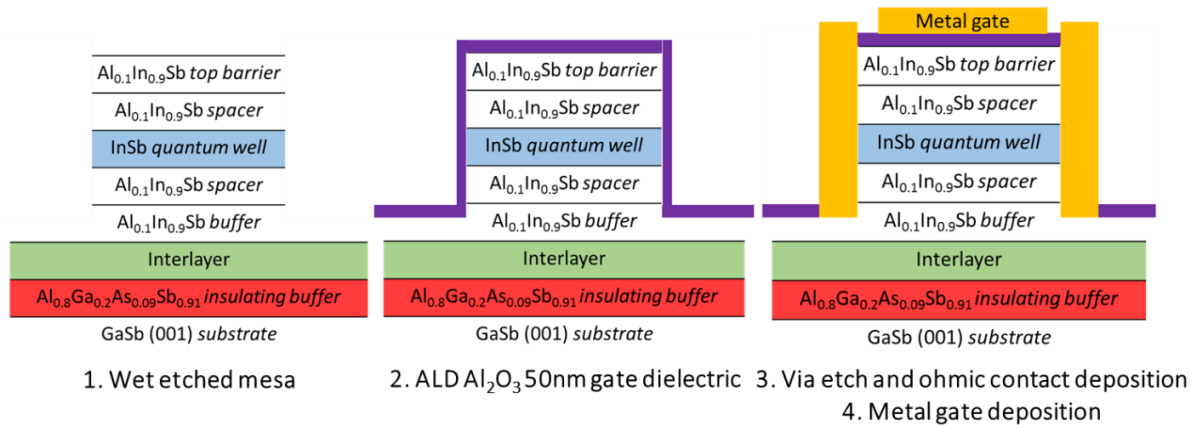 Al₀.₁In₀.₉Sb top barrier
Al₀.₁In₀.₉Sb spacer
InSb quantum well
Al₀.₁In₀.₉Sb spacer
Al₀.₁In₀.₉Sb buffer
Interlayer
Al₀.₈Ga₀.₂As₀.₀₉Sb₀.₉₁ insulating buffer
GaSb (001) substrate
1. Wet etched mesa
Al₀.₁In₀.₉Sb top barrier
Al₀.₁In₀.₉Sb spacer
InSb quantum well
Al₀.₁In₀.₉Sb spacer
Al₀.₁In₀.₉Sb buffer
Interlayer
Al₀.₈Ga₀.₂As₀.₀₉Sb₀.₉₁ insulating buffer
GaSb (001) substrate
2. ALD Al₂O₃ 50nm gate dielectric
Metal gate
Al₀.₁In₀.₉Sb top barrier
Al₀.₁In₀.₉Sb spacer
InSb quantum well
Al₀.₁In₀.₉Sb spacer
Al₀.₁In₀.₉Sb buffer
Interlayer
Al₀.₈Ga₀.₂As₀.₀₉Sb₀.₉₁ insulating buffer
GaSb (001) substrate
3. Via etch and ohmic contact deposition
4. Metal gate deposition